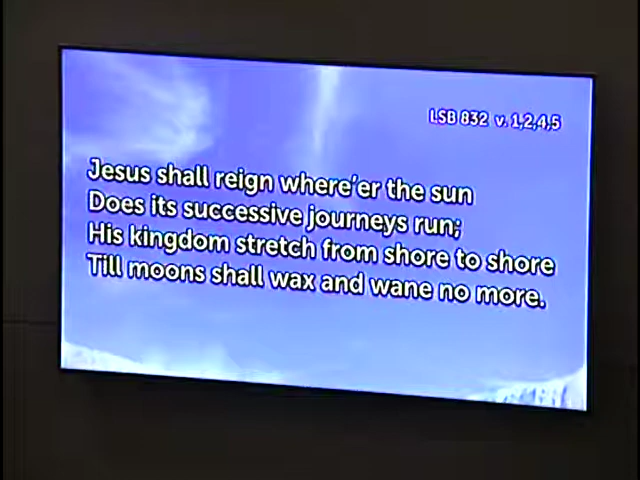 LSB 832 v. 1,2,4,5
Jesus shall reign where'er the sun
Does its successive journeys run;
His kingdom stretch from shore to shore
Till moons shall wax and wane no more.